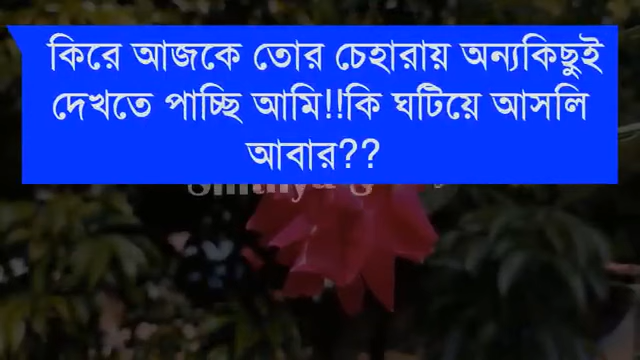 কিরে আজকে তোর চেহারায় অন্যকিছুই
দেখতে পাচ্ছি আমি!!কি ঘটিয়ে আসলি
আবার??